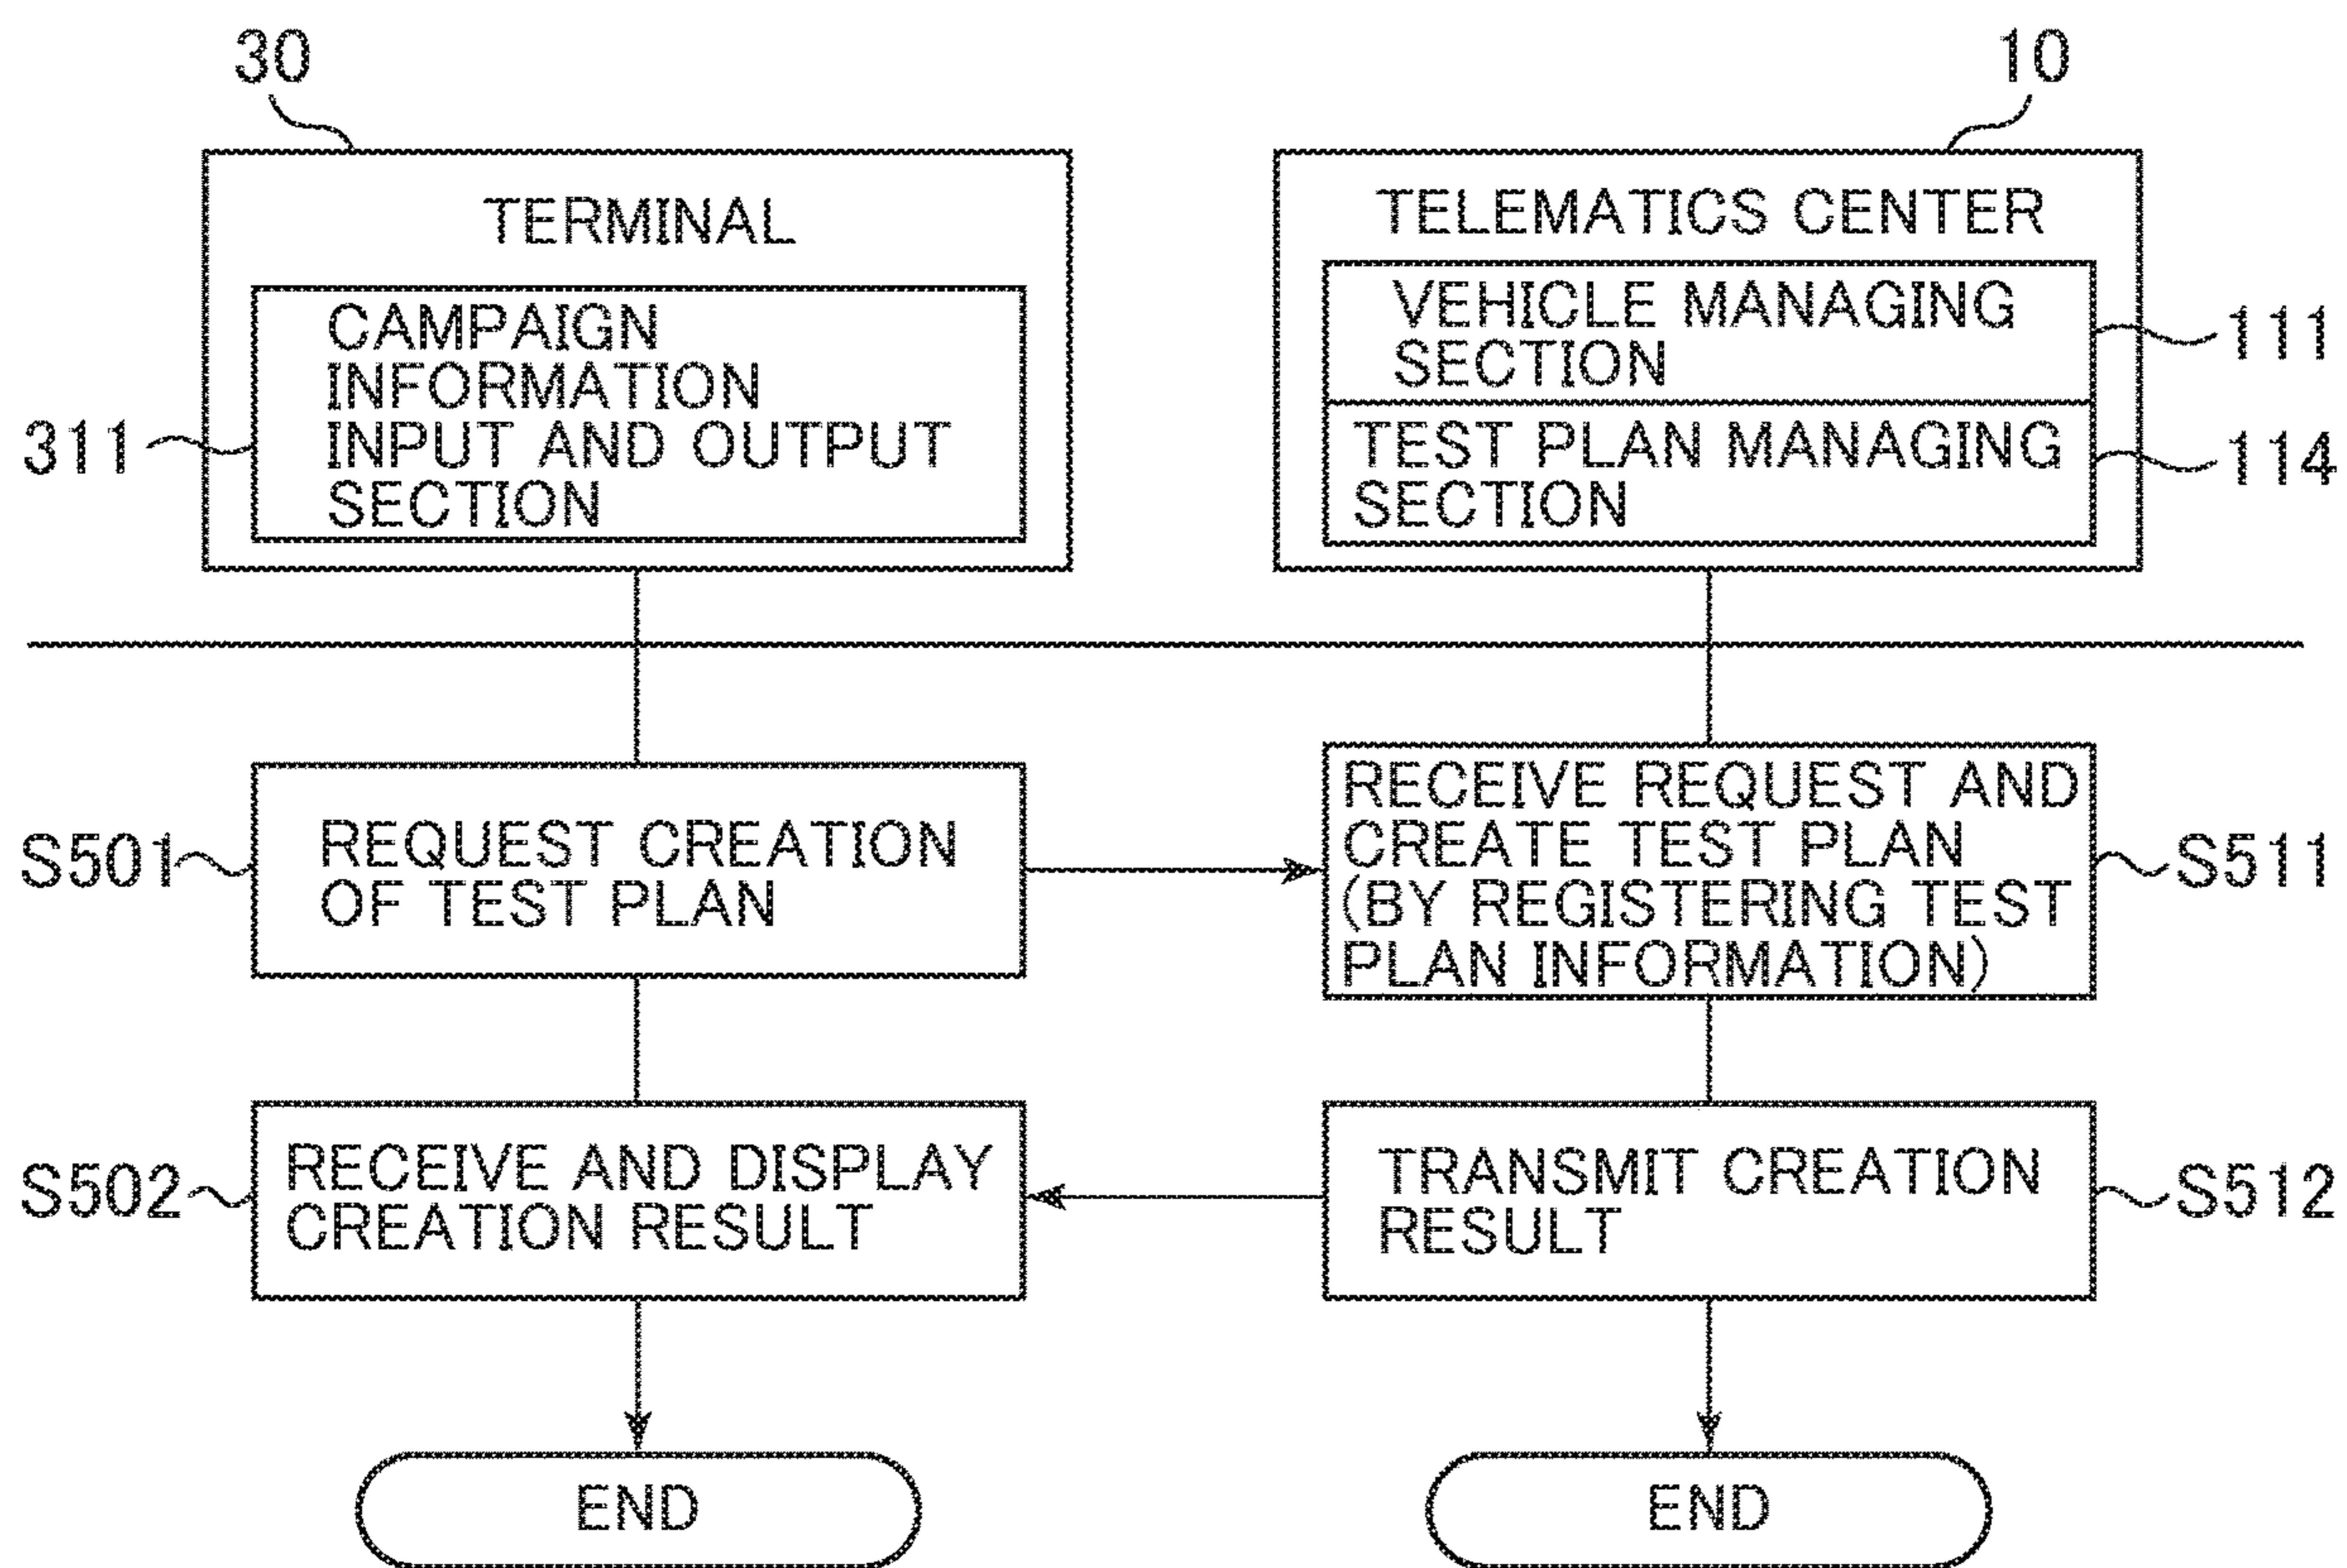 30
10
TERMINAL
CAMPAIGN
INFORMATION
INPUT AND OUTPUT
SECTION
311
TELEMATICS CENTER
VEHICLE MANAGING
SECTION
111
TEST PLAN MANAGING
SECTION
114
S501
REQUEST CREATION
OF TEST PLAN
RECEIVE REQUEST AND
CREATE TEST PLAN
(BY REGISTERING TEST
PLAN INFORMATION)
S511
S502
RECEIVE AND DISPLAY
CREATION RESULT
TRANSMIT CREATION
RESULT
S512
END
END